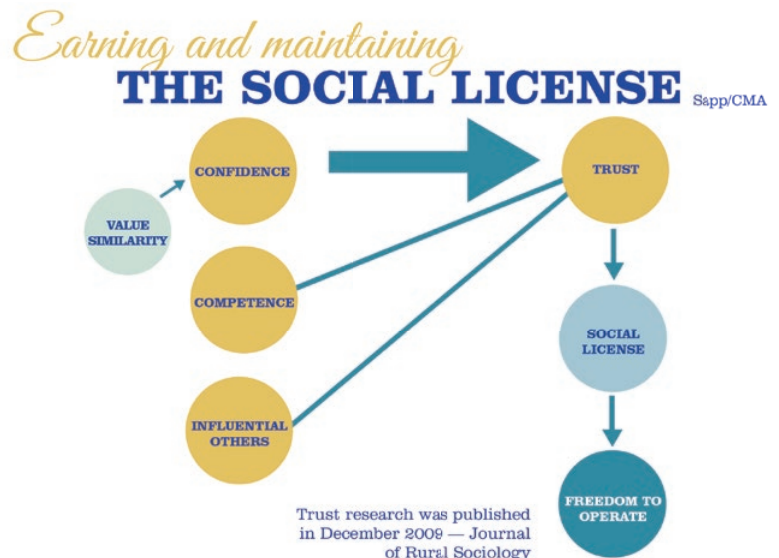 Earning and maintaining
THE SOCIAL LICENSE
Sapp/CMA
CONFIDENCE
TRUST
VALUE
SIMILARITY
COMPETENCE
SOCIAL
LICENSE
INFLUENTIAL
OTHERS
FREEDOM TO
OPERATE
Trust research was published
in December 2009 — Journal
of Rural Sociology